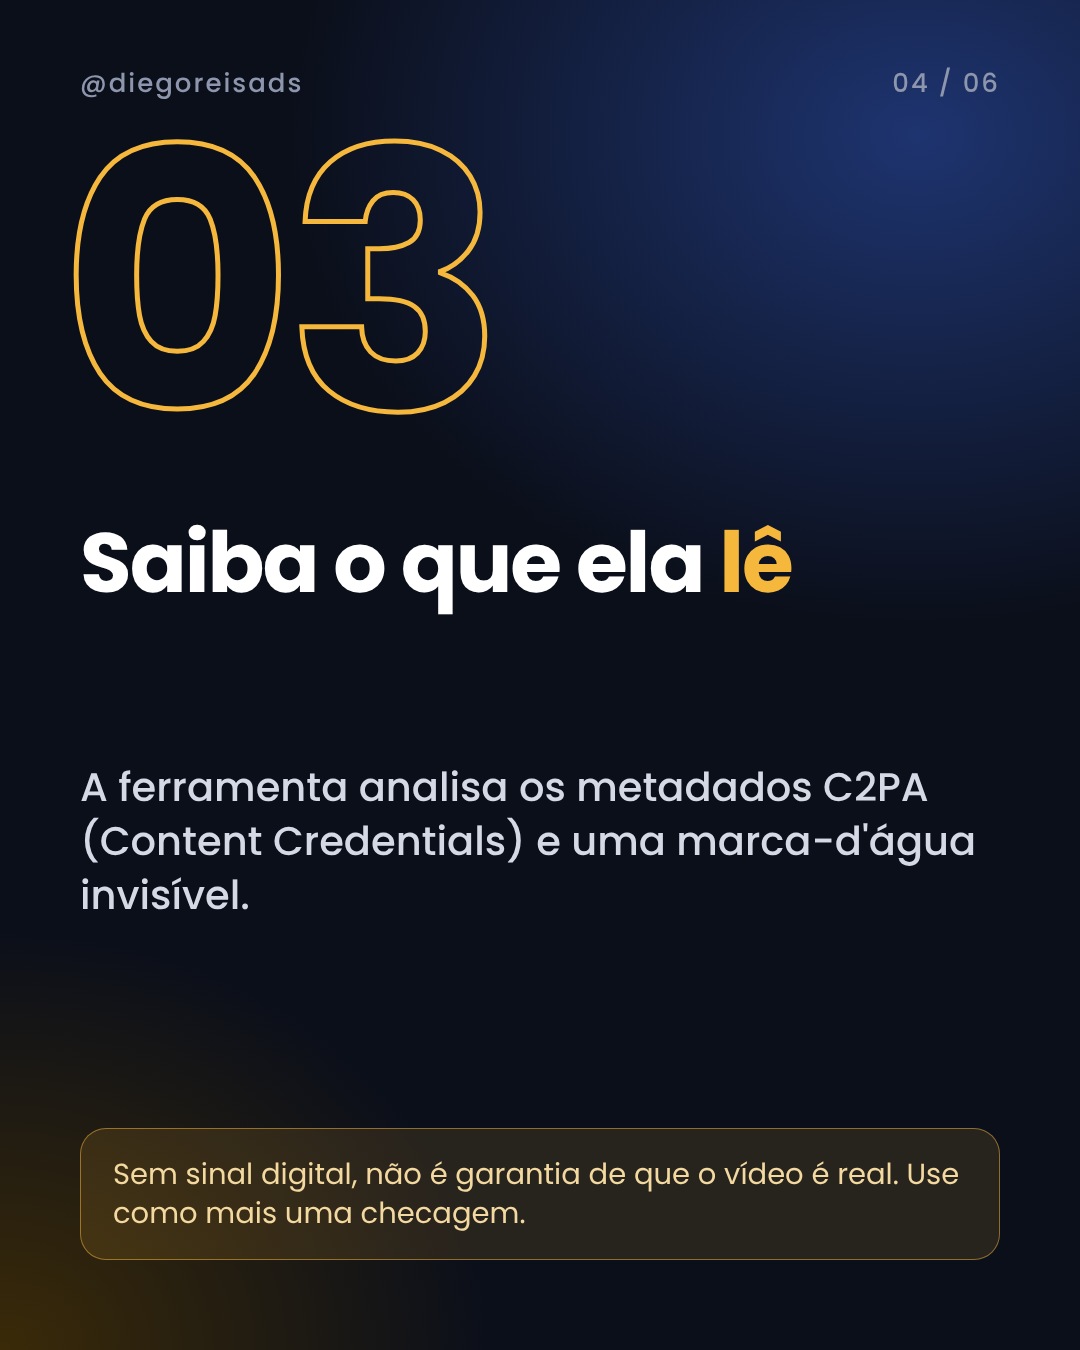 @diegoreisads
04 / 06
03
Saiba o que ela lê
A ferramenta analisa os metadados C2PA
(Content Credentials) e uma marca-d'água
invisível.
Sem sinal digital, não é garantia de que o vídeo é real. Use
como mais uma checagem.